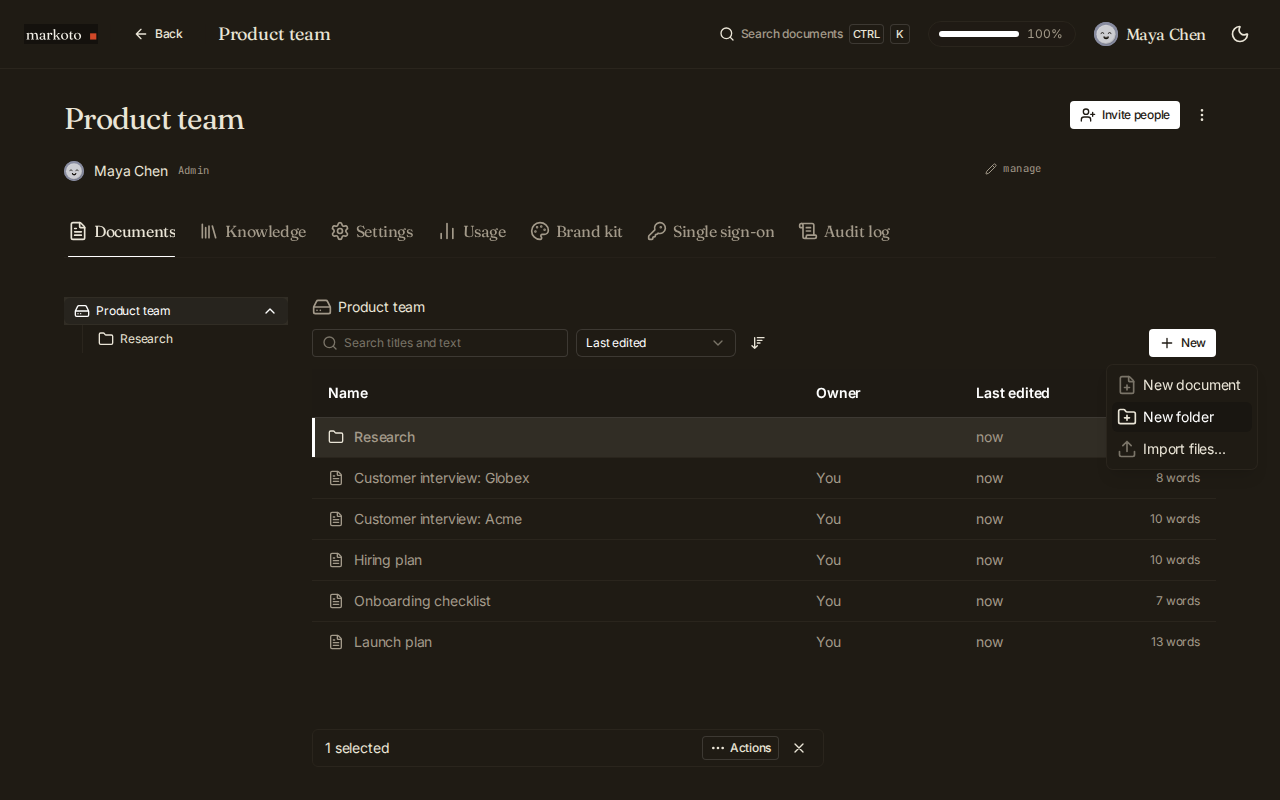 markoto
Back
Product team
Search documents CTRL K
100%
Maya Chen
Product team
Invite people
Maya Chen Admin
manage
Documents Knowledge Settings Usage Brand kit Single sign-on Audit log
Product team
Research
Product team
Search titles and text
Last edited
New
New document
New folder
Import files...
Name Owner Last edited
Research now
Customer interview: Globex You now 8 words
Customer interview: Acme You now 10 words
Hiring plan You now 10 words
Onboarding checklist You now 7 words
Launch plan You now 13 words
1 selected
Actions